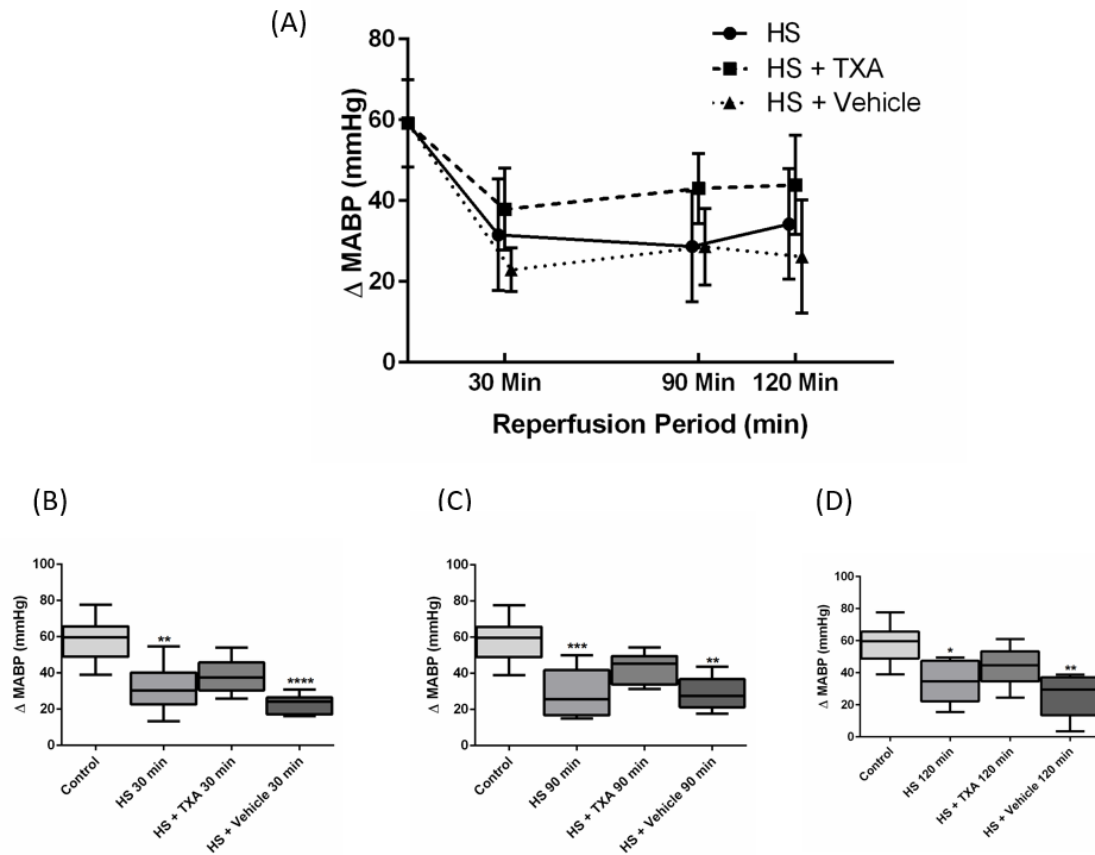 (A)
HS
HS + TXA
HS + Vehicle
80
60
40
20
0
Δ MABP (mmHg)
30 Min
90 Min
120 Min
Reperfusion Period (min)
(B)
100
80
60
40
20
0
Δ MABP (mmHg)
**
****
Control
HS 30 min
HS + TXA 30 min
HS + Vehicle 30 min
(C)
100
80
60
40
20
0
Δ MABP (mmHg)
***
**
Control
HS 90 min
HS + TXA 90 min
HS + Vehicle 90 min
(D)
100
80
60
40
20
0
Δ MABP (mmHg)
*
**
Control
HS 120 min
HS + TXA 120 min
HS + Vehicle 120 min